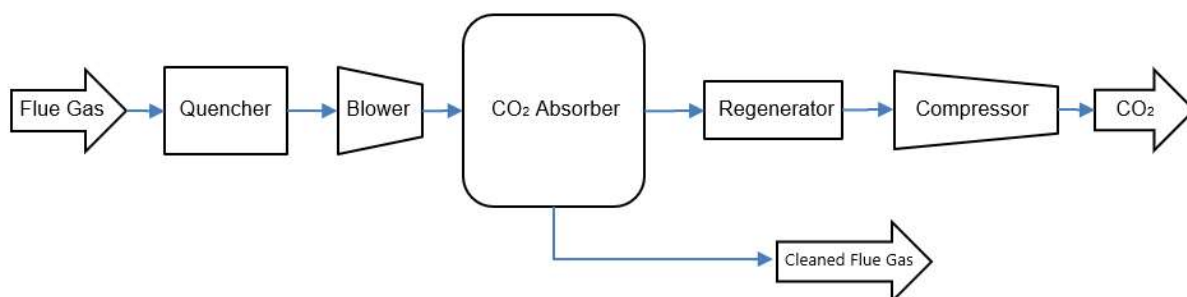 Flue Gas
Quencher
Blower
CO₂ Absorber
Regenerator
Compressor
CO₂
Cleaned Flue Gas